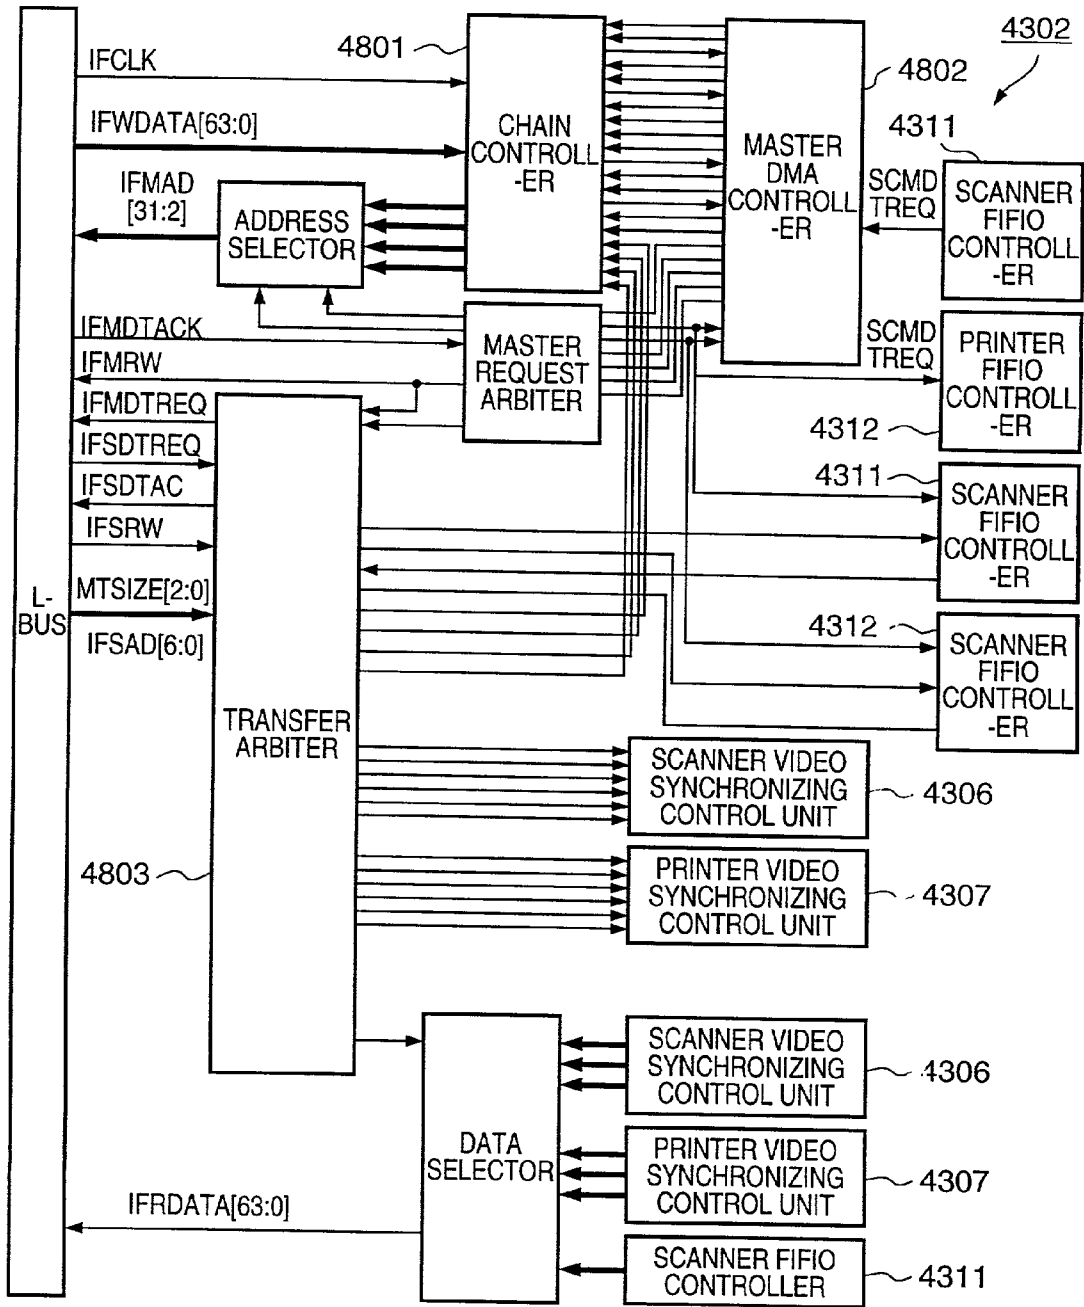 4302
4801
4802
IFCLK
IFWDATA[63:0]
CHAIN
CONTROLL
-ER
MASTER
DMA
CONTROLL
-ER
4311
SCMD
TREQ
SCANNER
FIFIO
CONTROLL
-ER
IFMAD
[31:2]
ADDRESS
SELECTOR
IFMDTACK
IFMRW
IFMDTREQ
IFSDTREQ
IFSDTAC
IFSRW
MTSIZE[2:0]
IFSAD[6:0]
MASTER
REQUEST
ARBITER
SCMD
TREQ
PRINTER
FIFIO
CONTROLL
-ER
4312
4311
SCANNER
FIFIO
CONTROLL
-ER
4312
SCANNER
FIFIO
CONTROLL
-ER
L-
BUS
TRANSFER
ARBITER
4803
SCANNER VIDEO
SYNCHRONIZING
CONTROL UNIT
4306
PRINTER VIDEO
SYNCHRONIZING
CONTROL UNIT
4307
DATA
SELECTOR
SCANNER VIDEO
SYNCHRONIZING
CONTROL UNIT
4306
PRINTER VIDEO
SYNCHRONIZING
CONTROL UNIT
4307
IFRDATA[63:0]
SCANNER FIFIO
CONTROLLER
4311